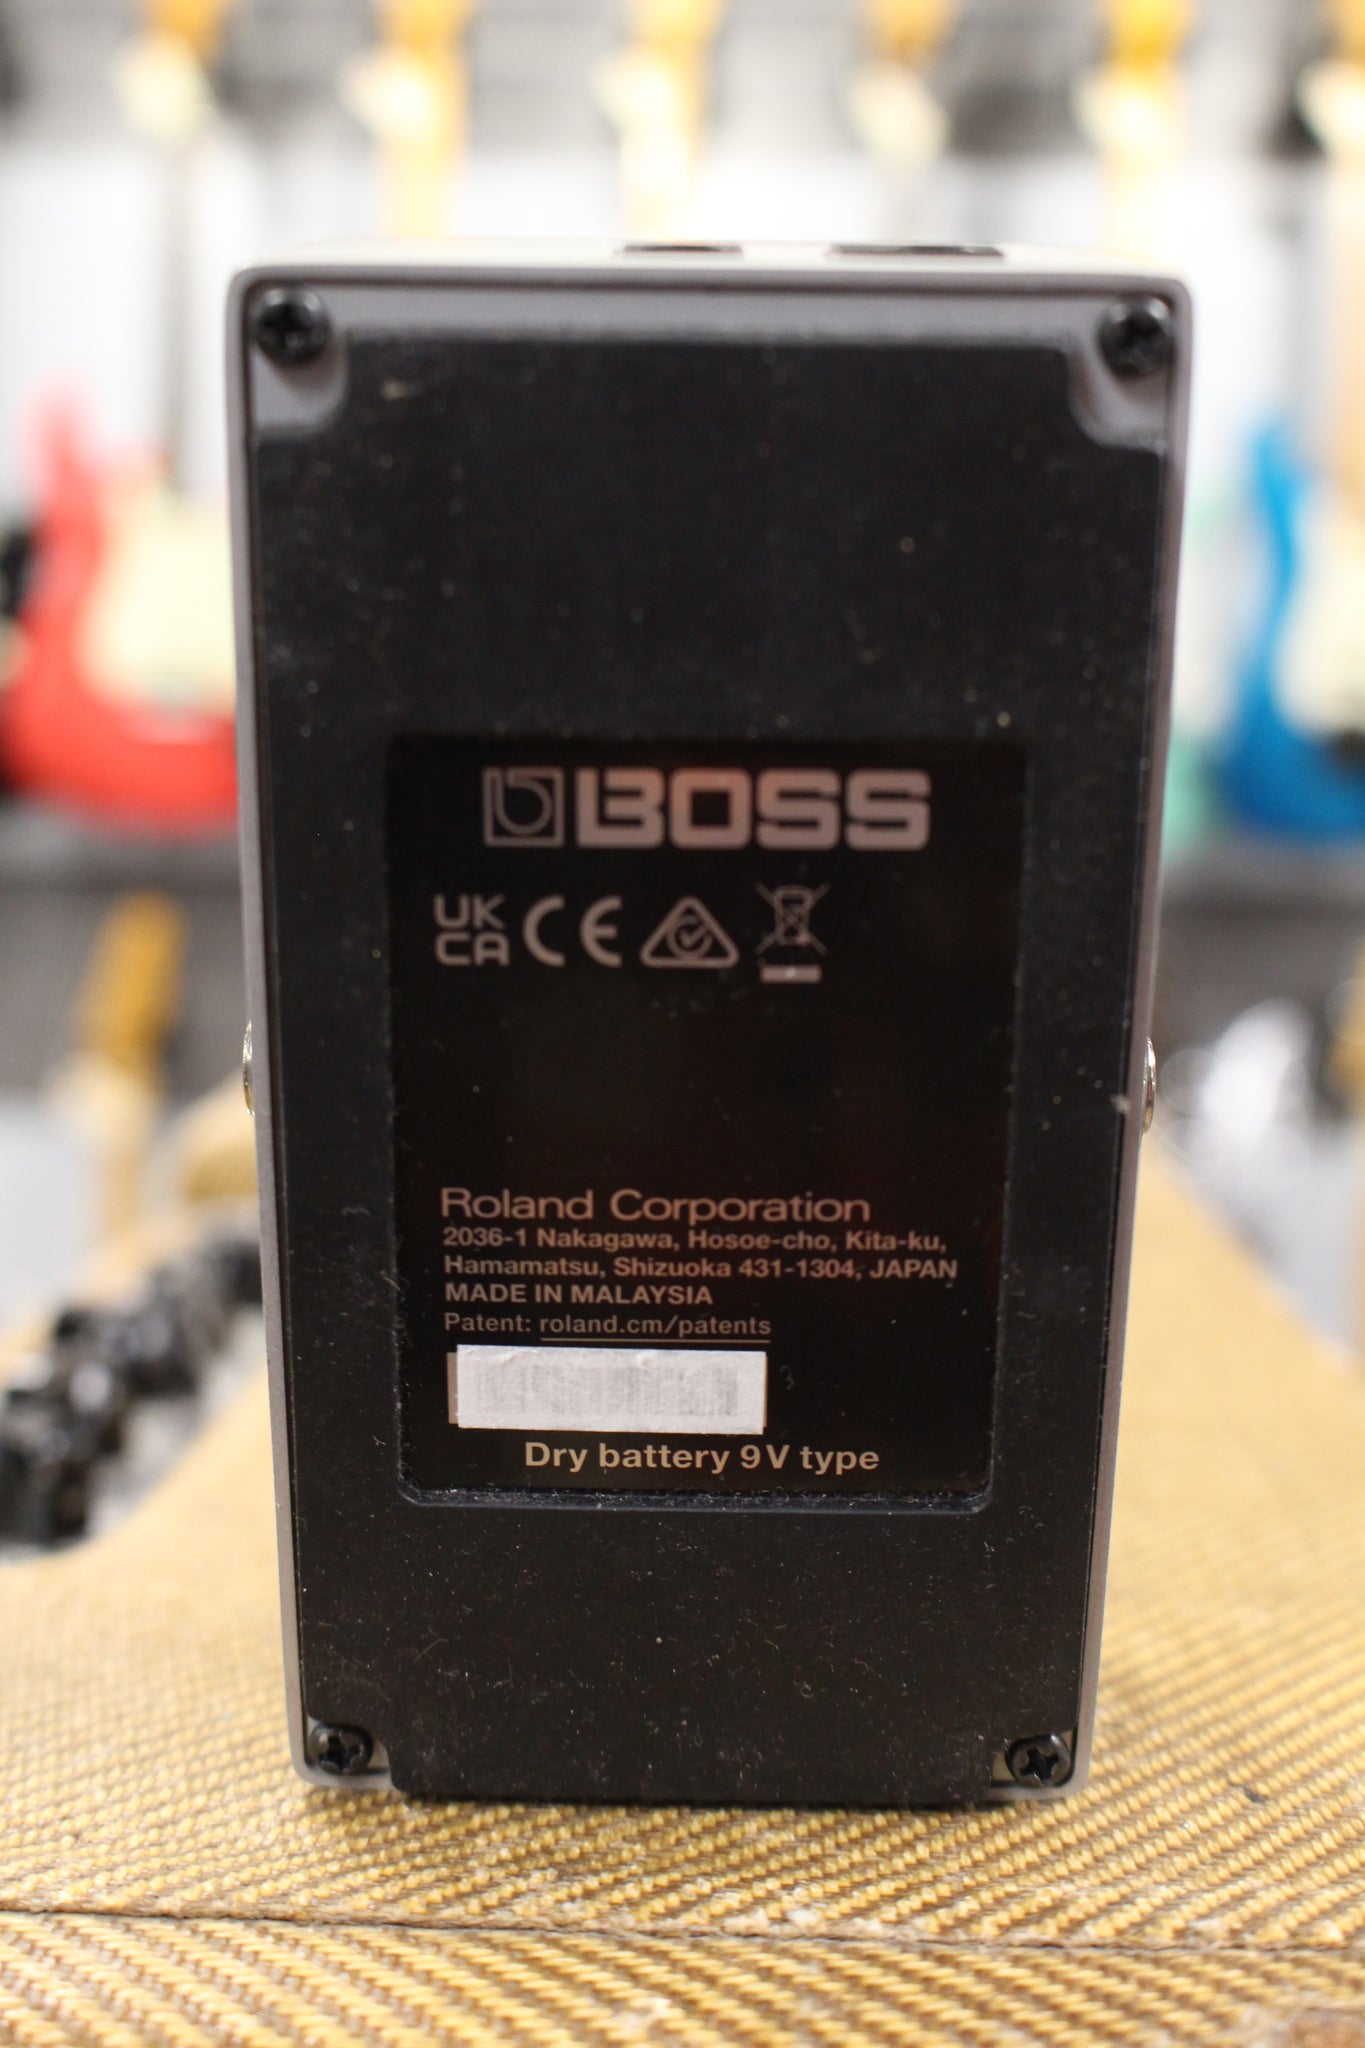 BOSS
UK
CA CE
Roland Corporation
2036-1 Nakagawa, Hosoe-cho, Kita-ku,
Hamamatsu, Shizuoka 431-1304, JAPAN
MADE IN MALAYSIA
Patent: roland.cm/patents
Dry battery 9V type